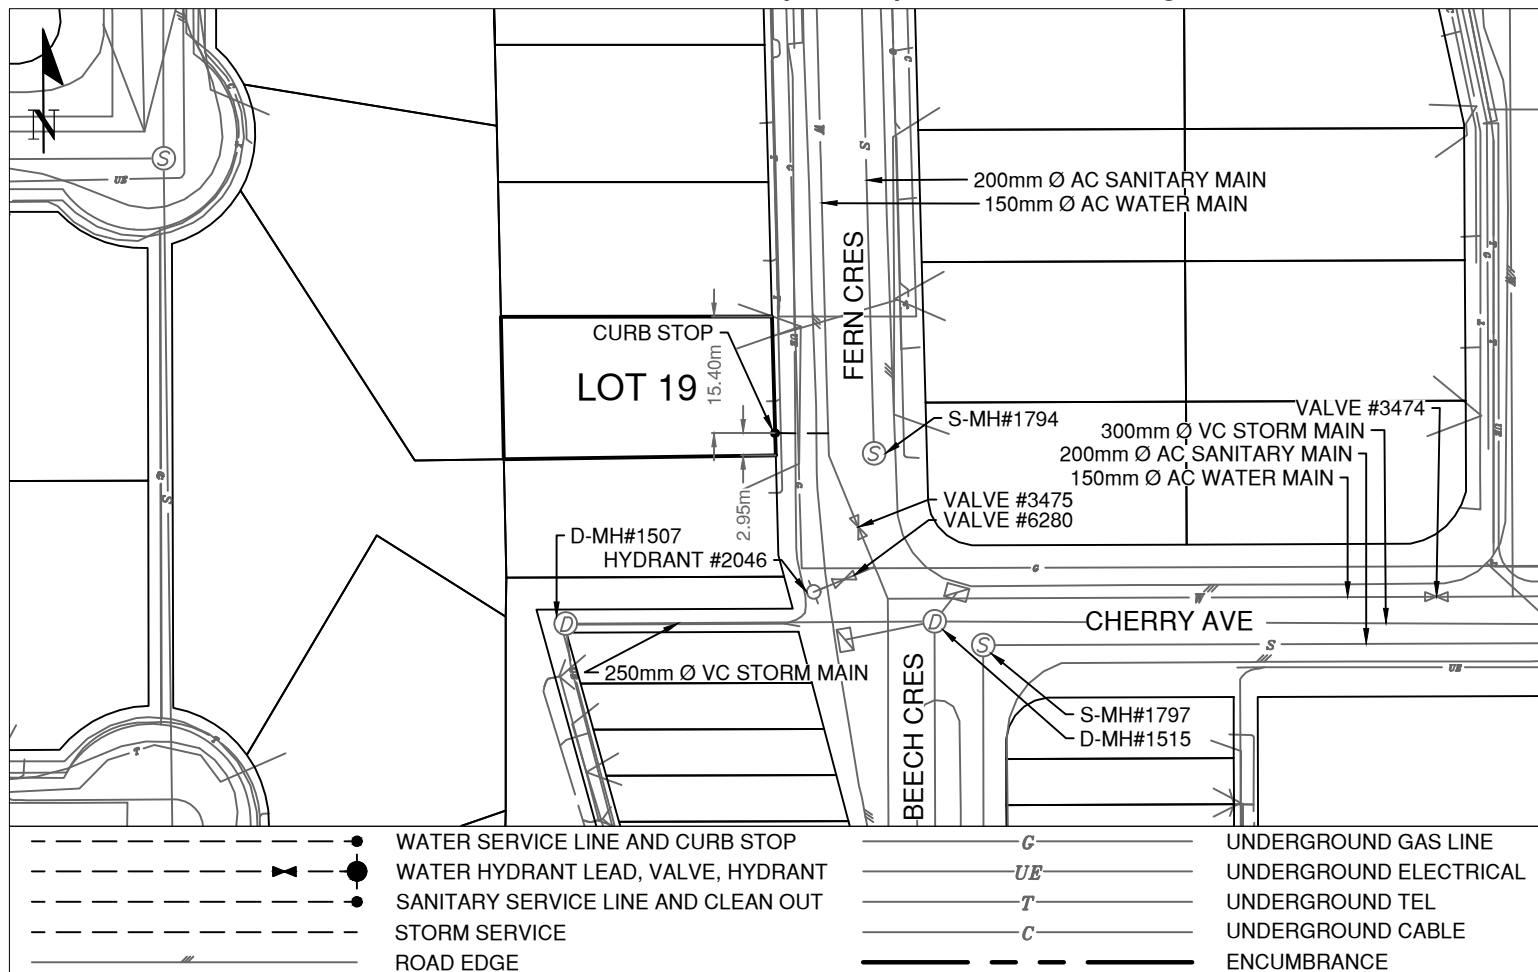 N
S
UE
200mm Ø AC SANITARY MAIN
150mm Ø AC WATER MAIN
FERN CRES
CURB STOP
LOT 19
15.40m
2.95m
S-MH#1794
VALVE #3474
300mm Ø VC STORM MAIN
200mm Ø AC SANITARY MAIN
150mm Ø AC WATER MAIN
VALVE #3475
VALVE #6280
D-MH#1507
HYDRANT #2046
S
G
W
D
D
CHERRY AVE
S
S
UE
250mm Ø VC STORM MAIN
BEECH CRES
S-MH#1797
D-MH#1515
WATER SERVICE LINE AND CURB STOP
WATER HYDRANT LEAD, VALVE, HYDRANT
SANITARY SERVICE LINE AND CLEAN OUT
STORM SERVICE
ROAD EDGE
G UNDERGROUND GAS LINE
UE UNDERGROUND ELECTRICAL
T UNDERGROUND TEL
C UNDERGROUND CABLE
ENCUMBRANCE